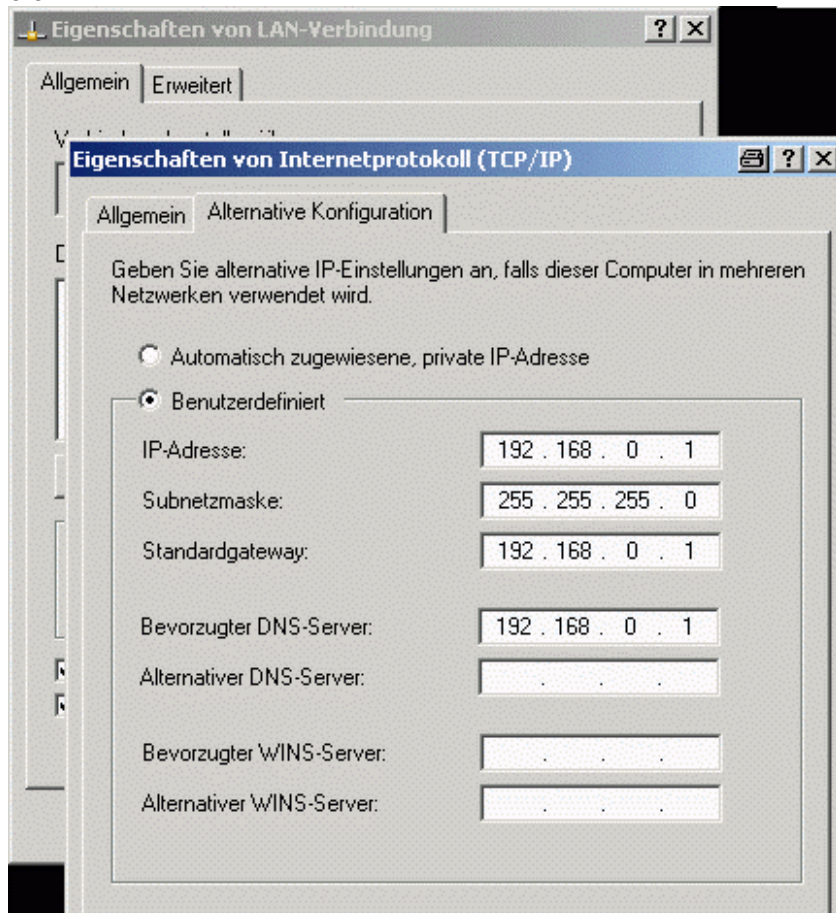 Eigenschaften von LAN-Verbindung
Allgemein
Erweitert
Eigenschaften von Internetprotokoll (TCP/IP)
Allgemein
Alternative Konfiguration
Geben Sie alternative IP-Einstellungen an, falls dieser Computer in mehreren
Netzwerken verwendet wird.
Automatisch zugewiesene, private IP-Adresse
Benutzerdefiniert
IP-Adresse: 192 . 168 . 0 . 1
Subnetzmaske: 255 . 255 . 255 . 0
Standardgateway: 192 . 168 . 0 . 1
Bevorzugter DNS-Server: 192 . 168 . 0 . 1
Alternativer DNS-Server: . . .
Bevorzugter WINS-Server: . . .
Alternativer WINS-Server: . . .